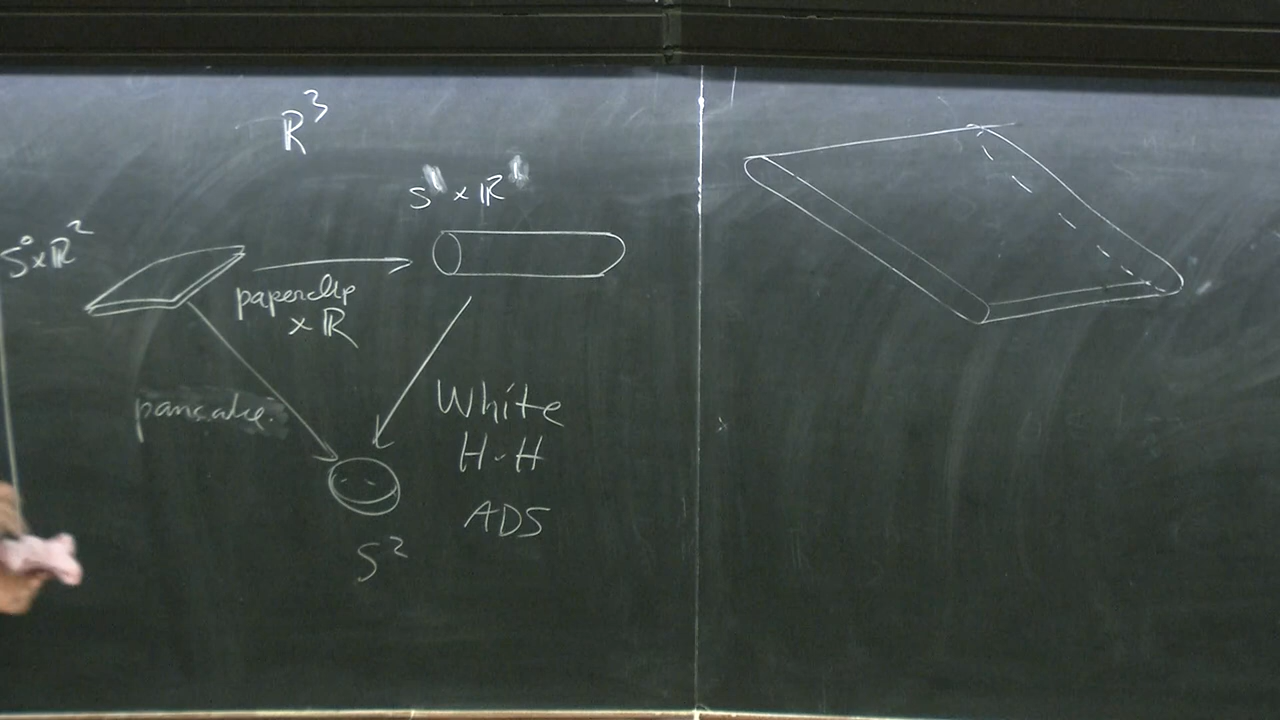 R³
S¹ × R¹
S⁰×R²
paperclip
× R
pancake
White
H-H
ADS
S²